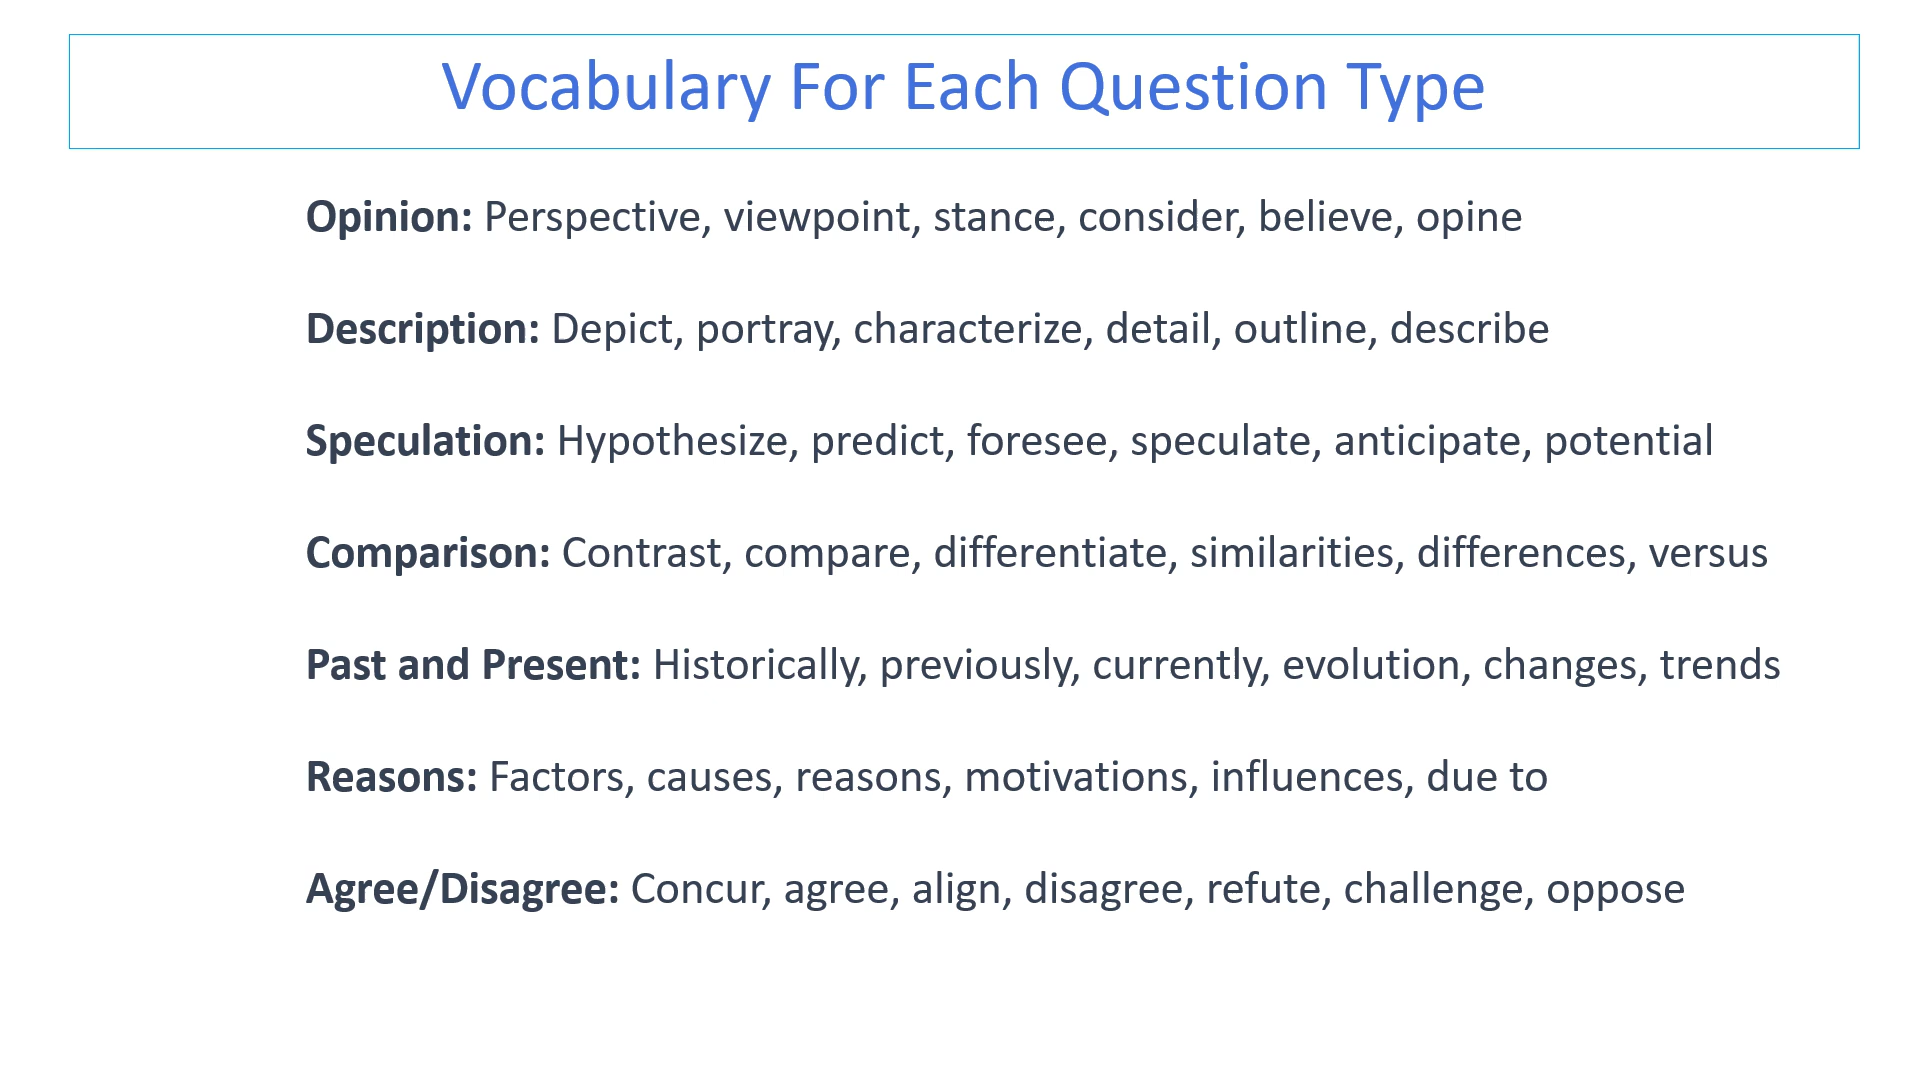 Vocabulary For Each Question Type
Opinion: Perspective, viewpoint, stance, consider, believe, opine
Description: Depict, portray, characterize, detail, outline, describe
Speculation: Hypothesize, predict, foresee, speculate, anticipate, potential
Comparison: Contrast, compare, differentiate, similarities, differences, versus
Past and Present: Historically, previously, currently, evolution, changes, trends
Reasons: Factors, causes, reasons, motivations, influences, due to
Agree/Disagree: Concur, agree, align, disagree, refute, challenge, oppose